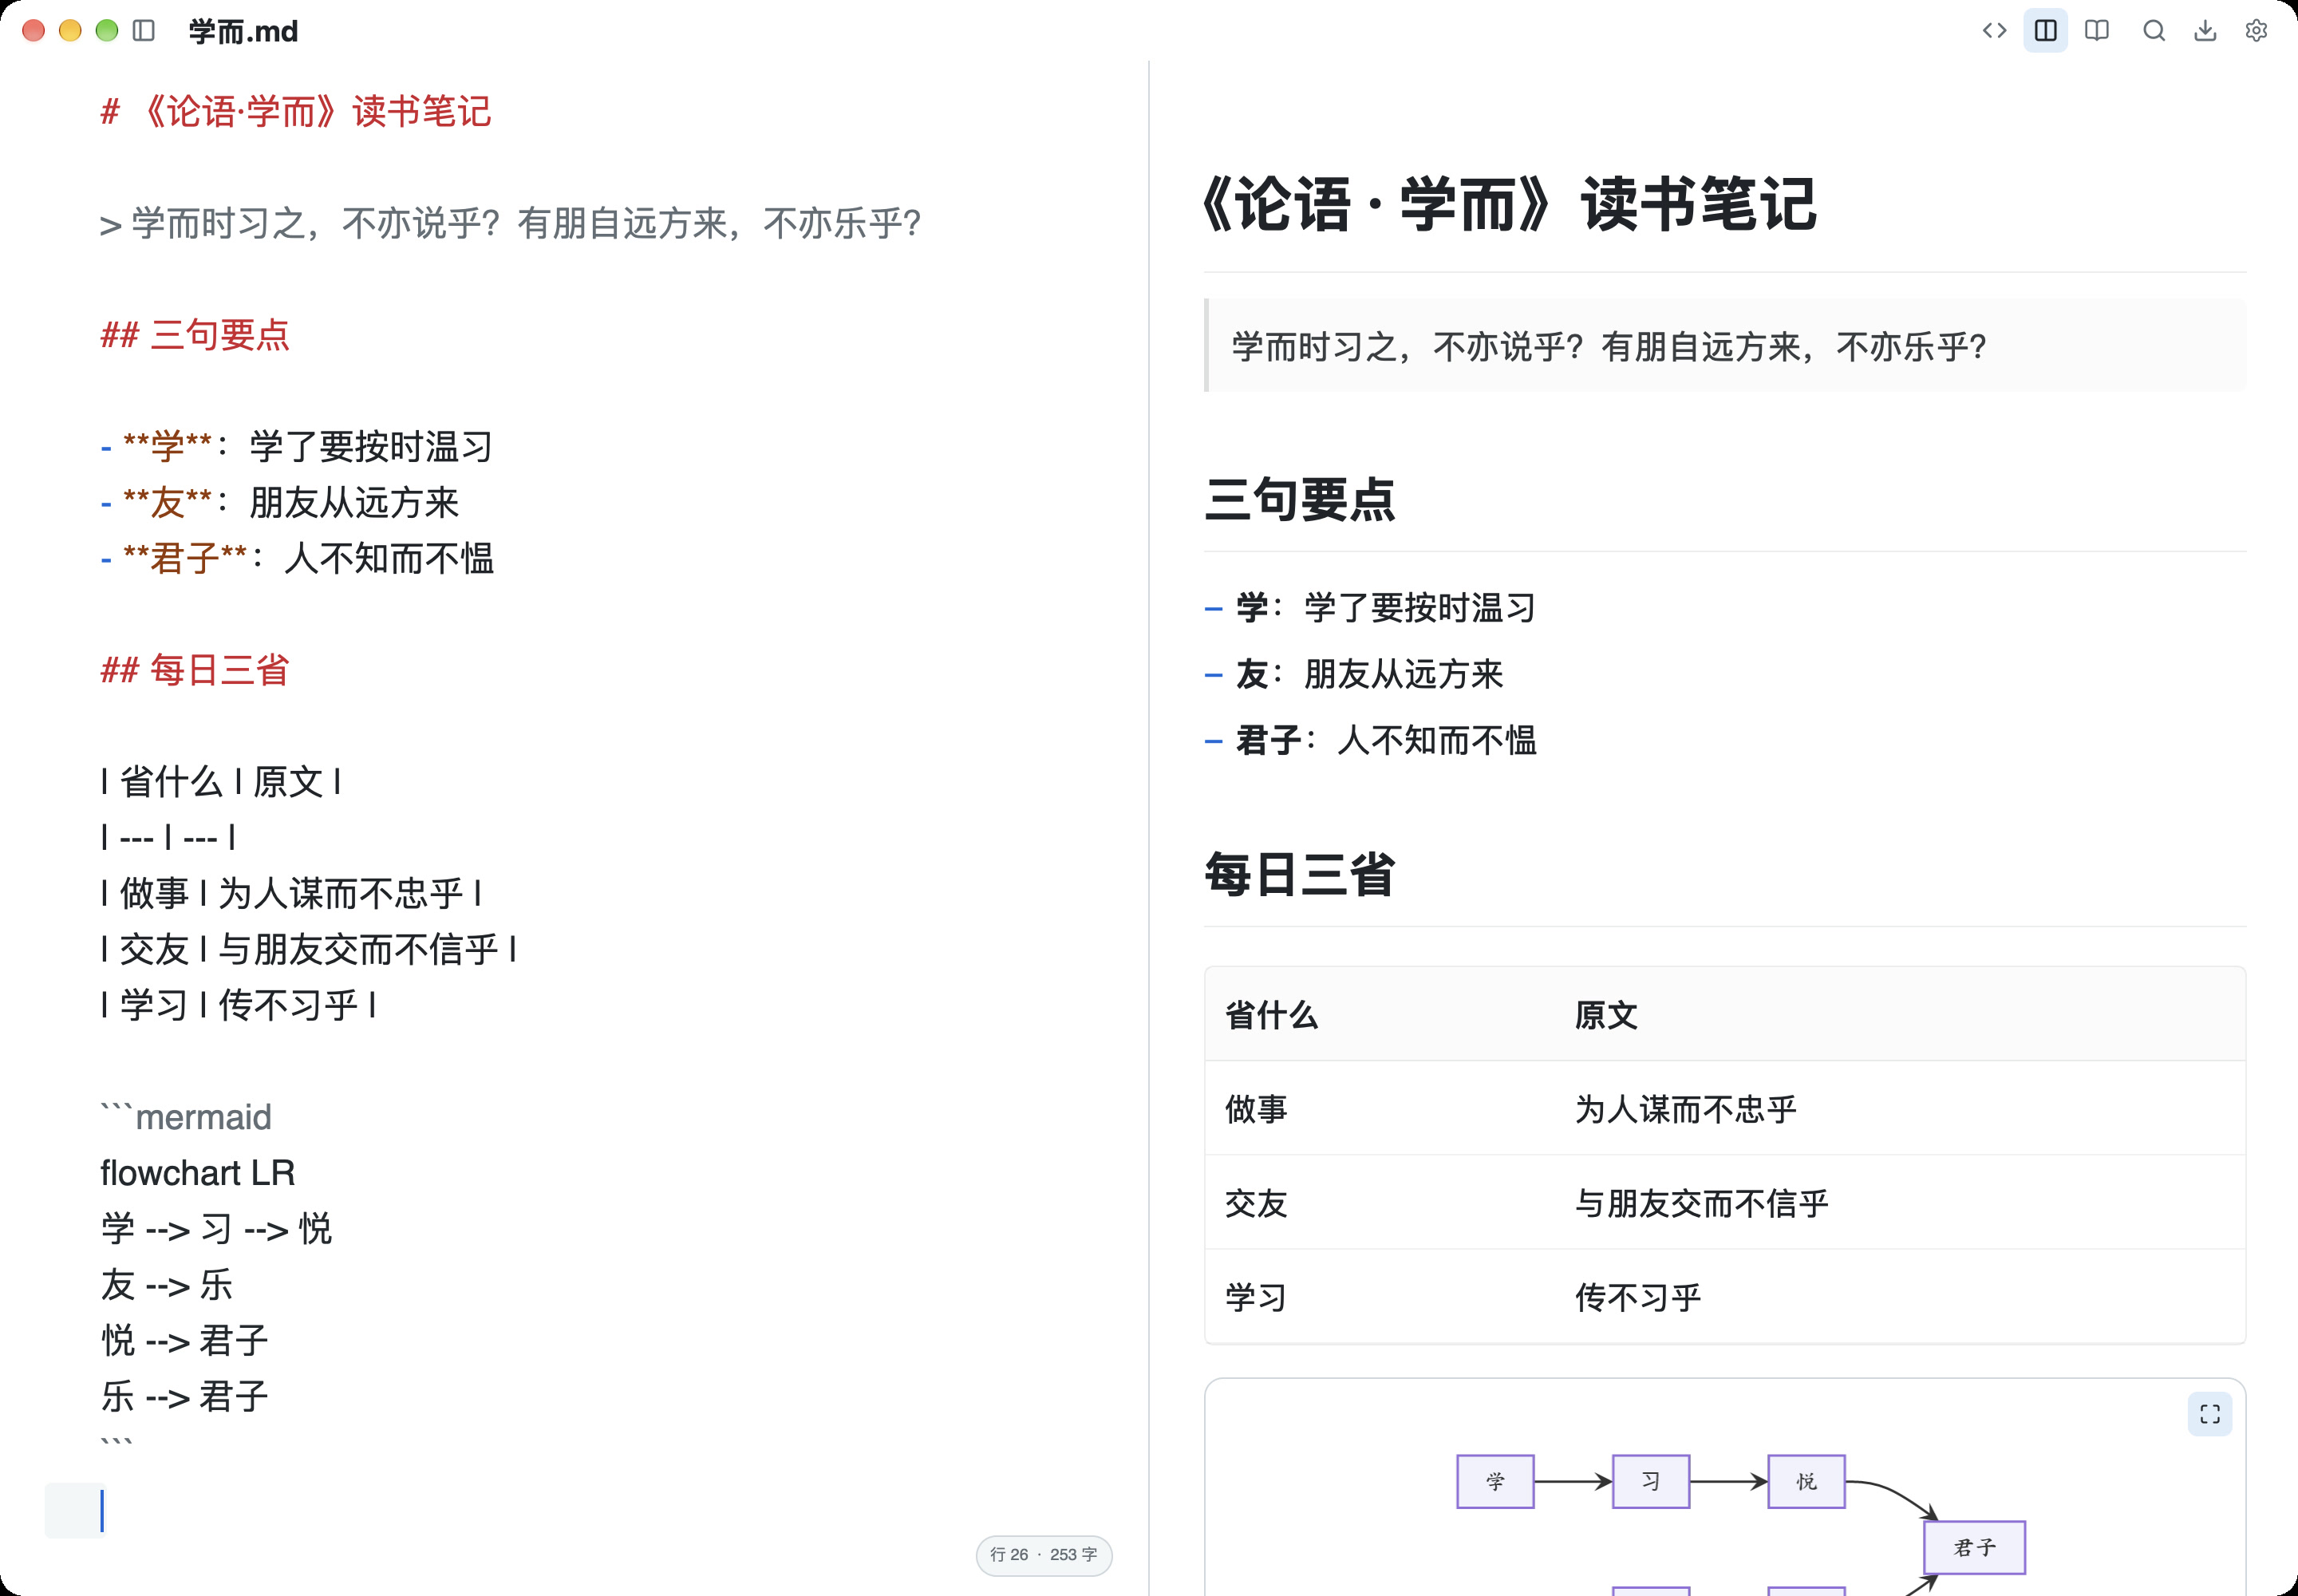 学而.md
# 《论语·学而》读书笔记
> 学而时习之，不亦说乎？有朋自远方来，不亦乐乎？
## 三句要点
- **学**：学了要按时温习
- **友**：朋友从远方来
- **君子**：人不知而不愠
## 每日三省
| 省什么 | 原文 |
| --- | --- |
| 做事 | 为人谋而不忠乎 |
| 交友 | 与朋友交而不信乎 |
| 学习 | 传不习乎 |
```mermaid
flowchart LR
学 --> 习 --> 悦
友 --> 乐
悦 --> 君子
乐 --> 君子
```
行 26 · 253 字
《论语·学而》读书笔记
学而时习之，不亦说乎？有朋自远方来，不亦乐乎？
三句要点
– 学：学了要按时温习
– 友：朋友从远方来
– 君子：人不知而不愠
每日三省
省什么 原文
做事 为人谋而不忠乎
交友 与朋友交而不信乎
学习 传不习乎
学 习 悦
君子